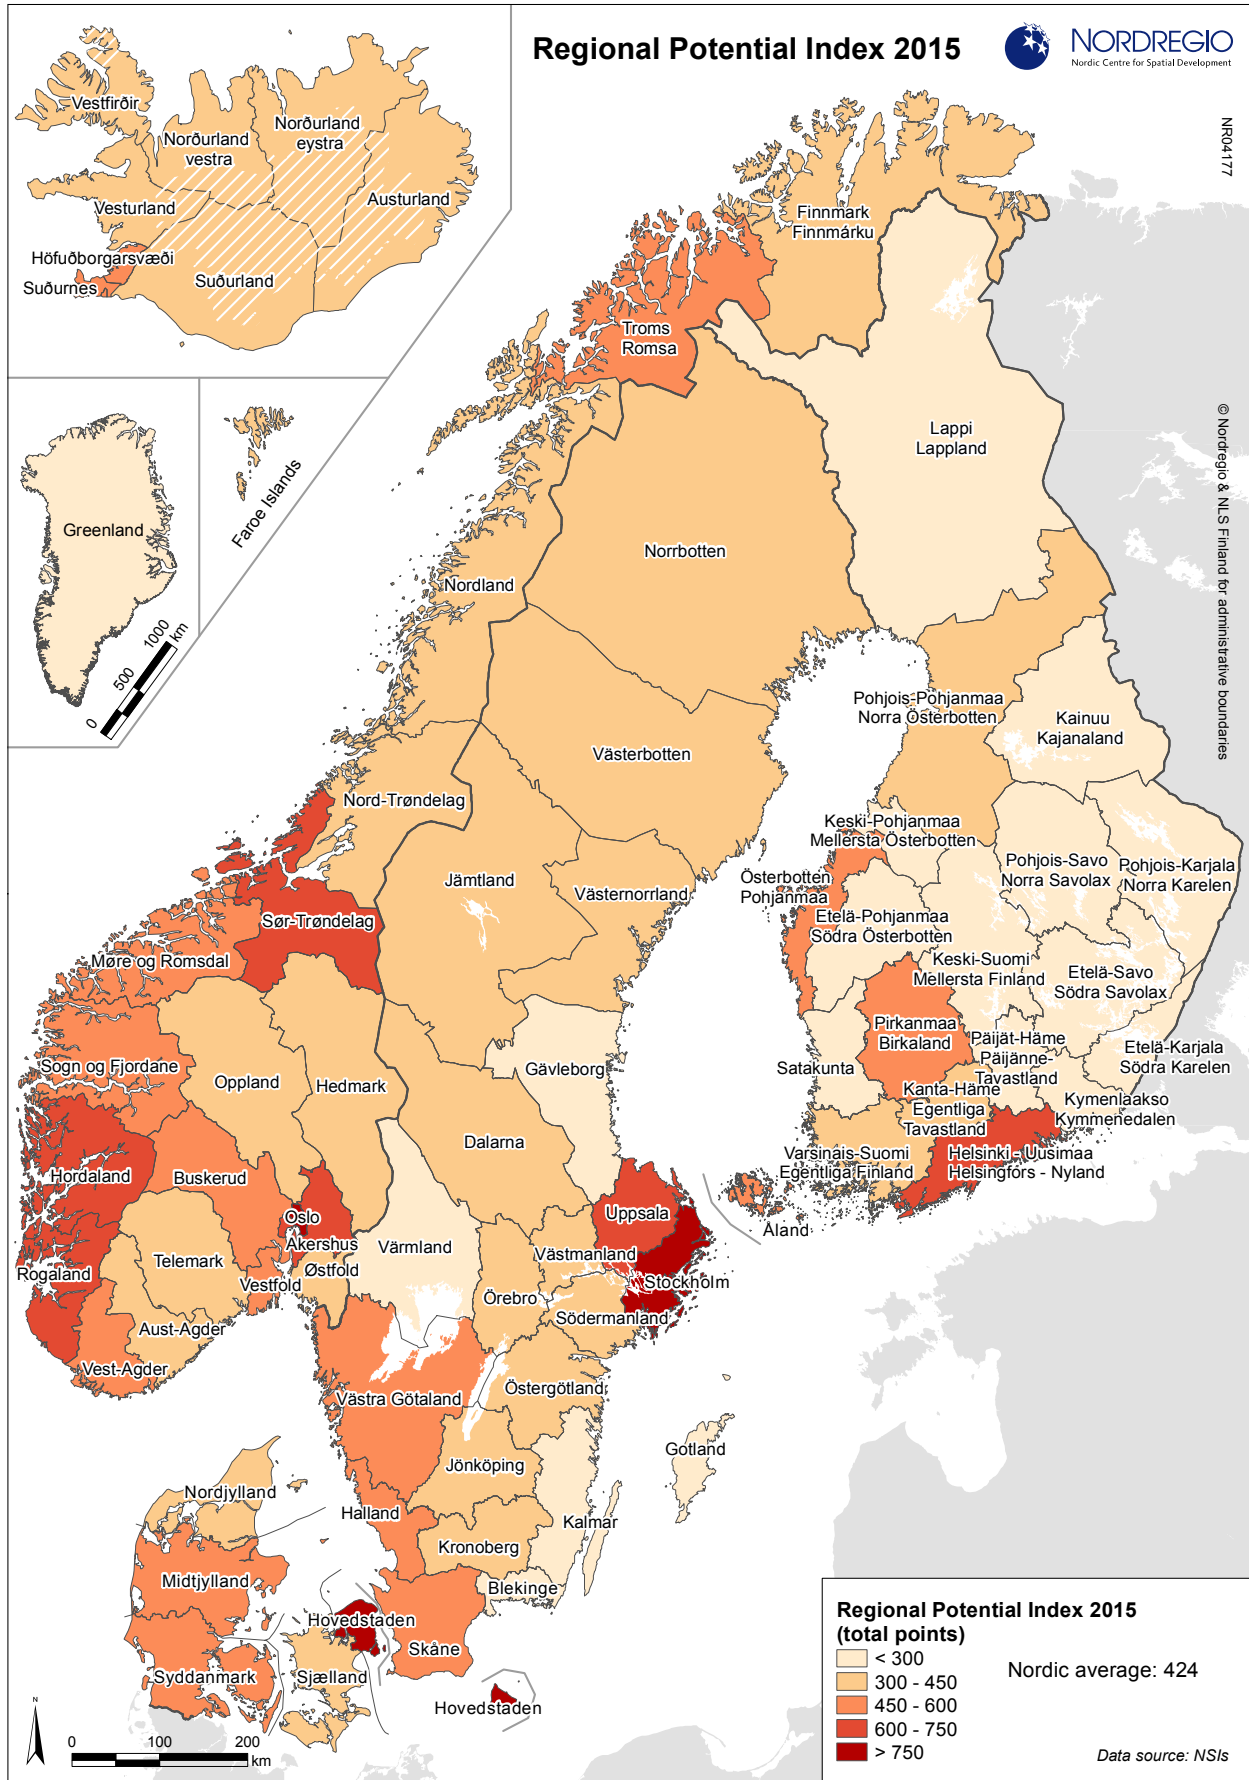 Regional Potential Index 2015
NORDREGIO
Nordic Centre for Spatial Development
NR04177
© Nordregio & NLS Finland for administrative boundaries
Vestfirðir
Norðurland
vestra
Norðurland
eystra
Vesturland
Austurland
Höfuðborgarsvæði
Suðurnes
Suðurland
Greenland
0 500 1000
km
Faroe Islands
Finnmark
Finnmárku
Troms
Romsa
Lappi
Lappland
Norrbotten
Nordland
Pohjois-Pohjanmaa
Norra Österbotten
Kainuu
Kajanaland
Västerbotten
Nord-Trøndelag
Keski-Pohjanmaa
Mellersta Österbotten
Pohjois-Savo
Norra Savolax
Pohjois-Karjala
Norra Karelen
Österbotten
Pohjanmaa
Jämtland
Västernorrland
Sør-Trøndelag
Etelä-Pohjanmaa
Södra Österbotten
Møre og Romsdal
Keski-Suomi
Mellersta Finland
Etelä-Savo
Södra Savolax
Pirkanmaa
Birkaland
Päijät-Häme
Päijänne-
Tavastland
Etelä-Karjala
Södra Karelen
Sogn og Fjordane
Oppland
Hedmark
Gävleborg
Satakunta
Kanta-Häme
Egentliga
Tavastland
Kymenlaakso
Kymmenedalen
Dalarna
Hordaland
Buskerud
Varsinais-Suomi
Egentliga Finland
Helsinki - Uusimaa
Helsingfors - Nyland
Uppsala
Oslo
Akershus
Åland
Värmland
Västmanland
Telemark
Rogaland
Vestfold
Østfold
Stockholm
Örebro
Södermanland
Aust-Agder
Vest-Agder
Västra Götaland
Östergötland
Gotland
Jönköping
Nordjylland
Halland
Kalmar
Kronoberg
Midtjylland
Blekinge
Hovedstaden
Skåne
Syddanmark
Sjælland
Hovedstaden
N
0 100 200
km
Regional Potential Index 2015
(total points)
< 300
300 - 450
450 - 600
600 - 750
> 750
Nordic average: 424
Data source: NSIs